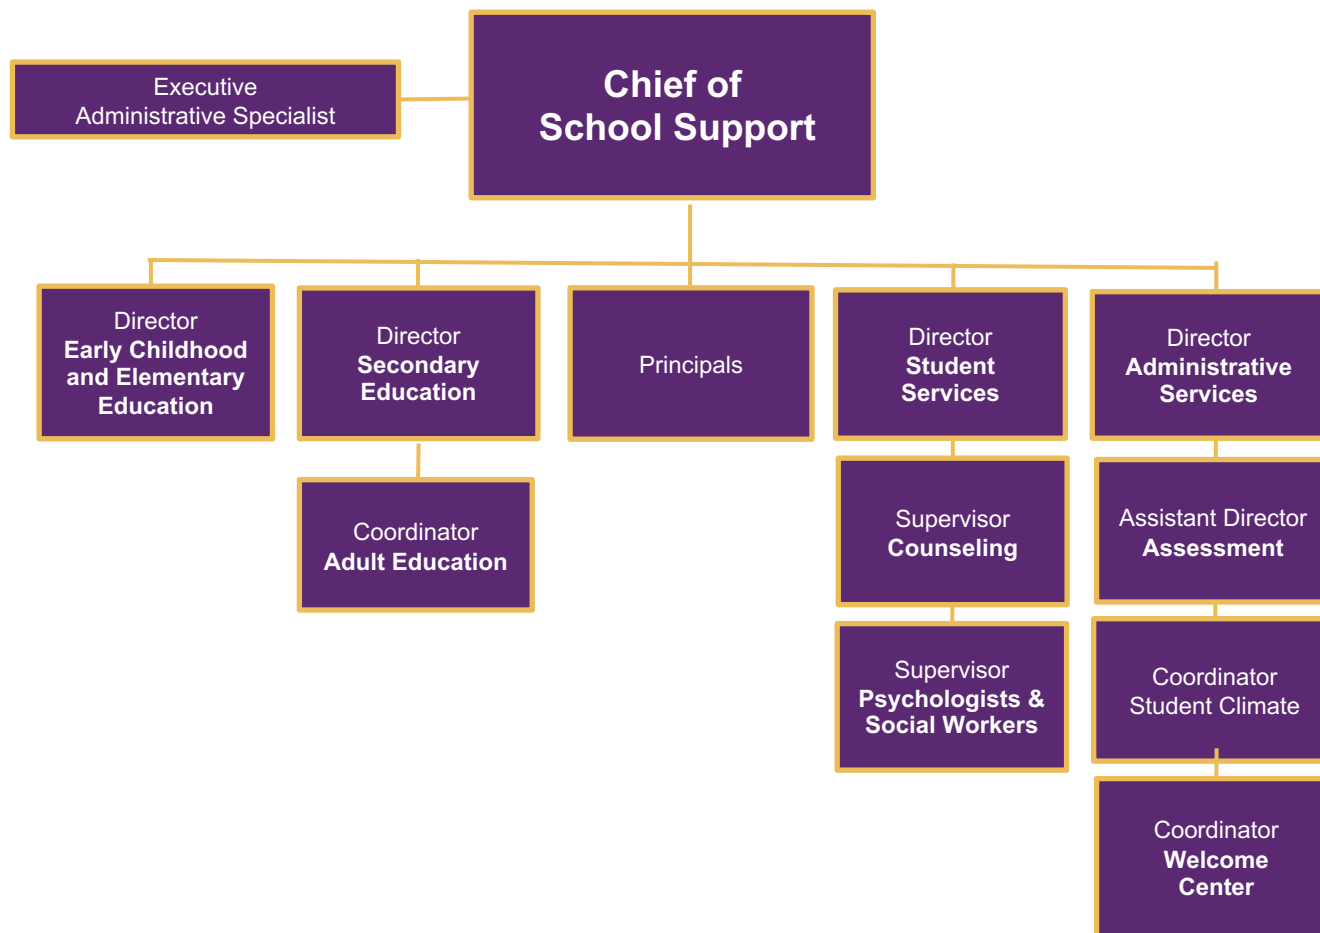 Executive
Administrative Specialist
Chief of
School Support
Director
Early Childhood
and Elementary
Education
Director
Secondary
Education
Principals
Director
Student
Services
Director
Administrative
Services
Coordinator
Adult Education
Supervisor
Counseling
Assistant Director
Assessment
Supervisor
Psychologists &
Social Workers
Coordinator
Student Climate
Coordinator
Welcome
Center